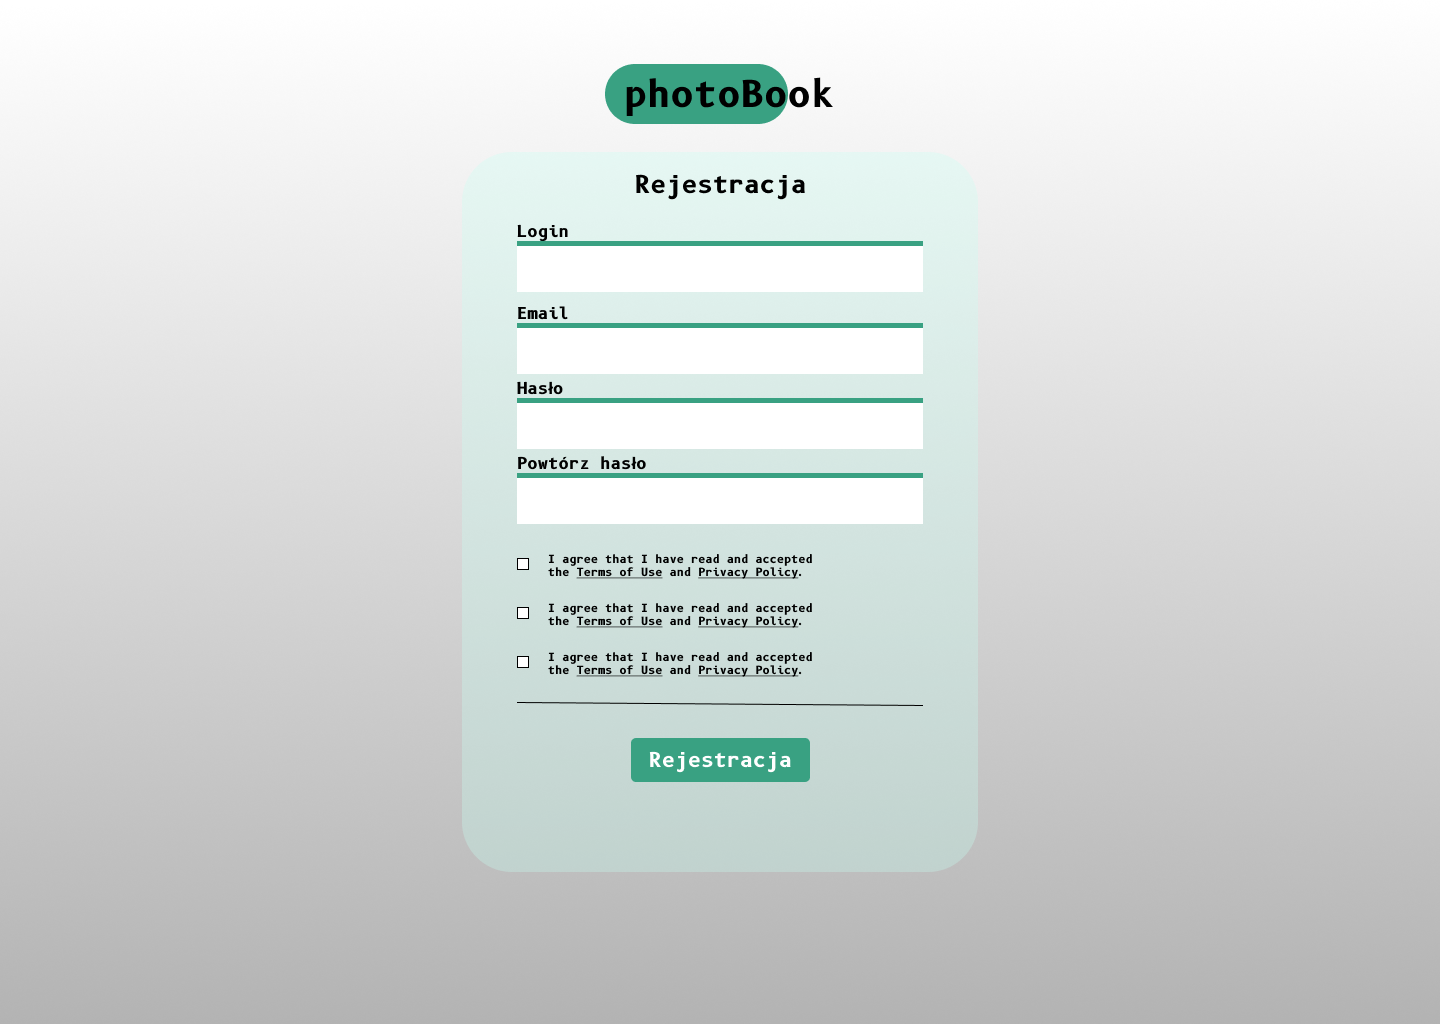 photoBook
Rejestracja
Login
Email
Hasło
Powtórz hasło
I agree that I have read and accepted
the Terms of Use and Privacy Policy.
I agree that I have read and accepted
the Terms of Use and Privacy Policy.
I agree that I have read and accepted
the Terms of Use and Privacy Policy.
Rejestracja